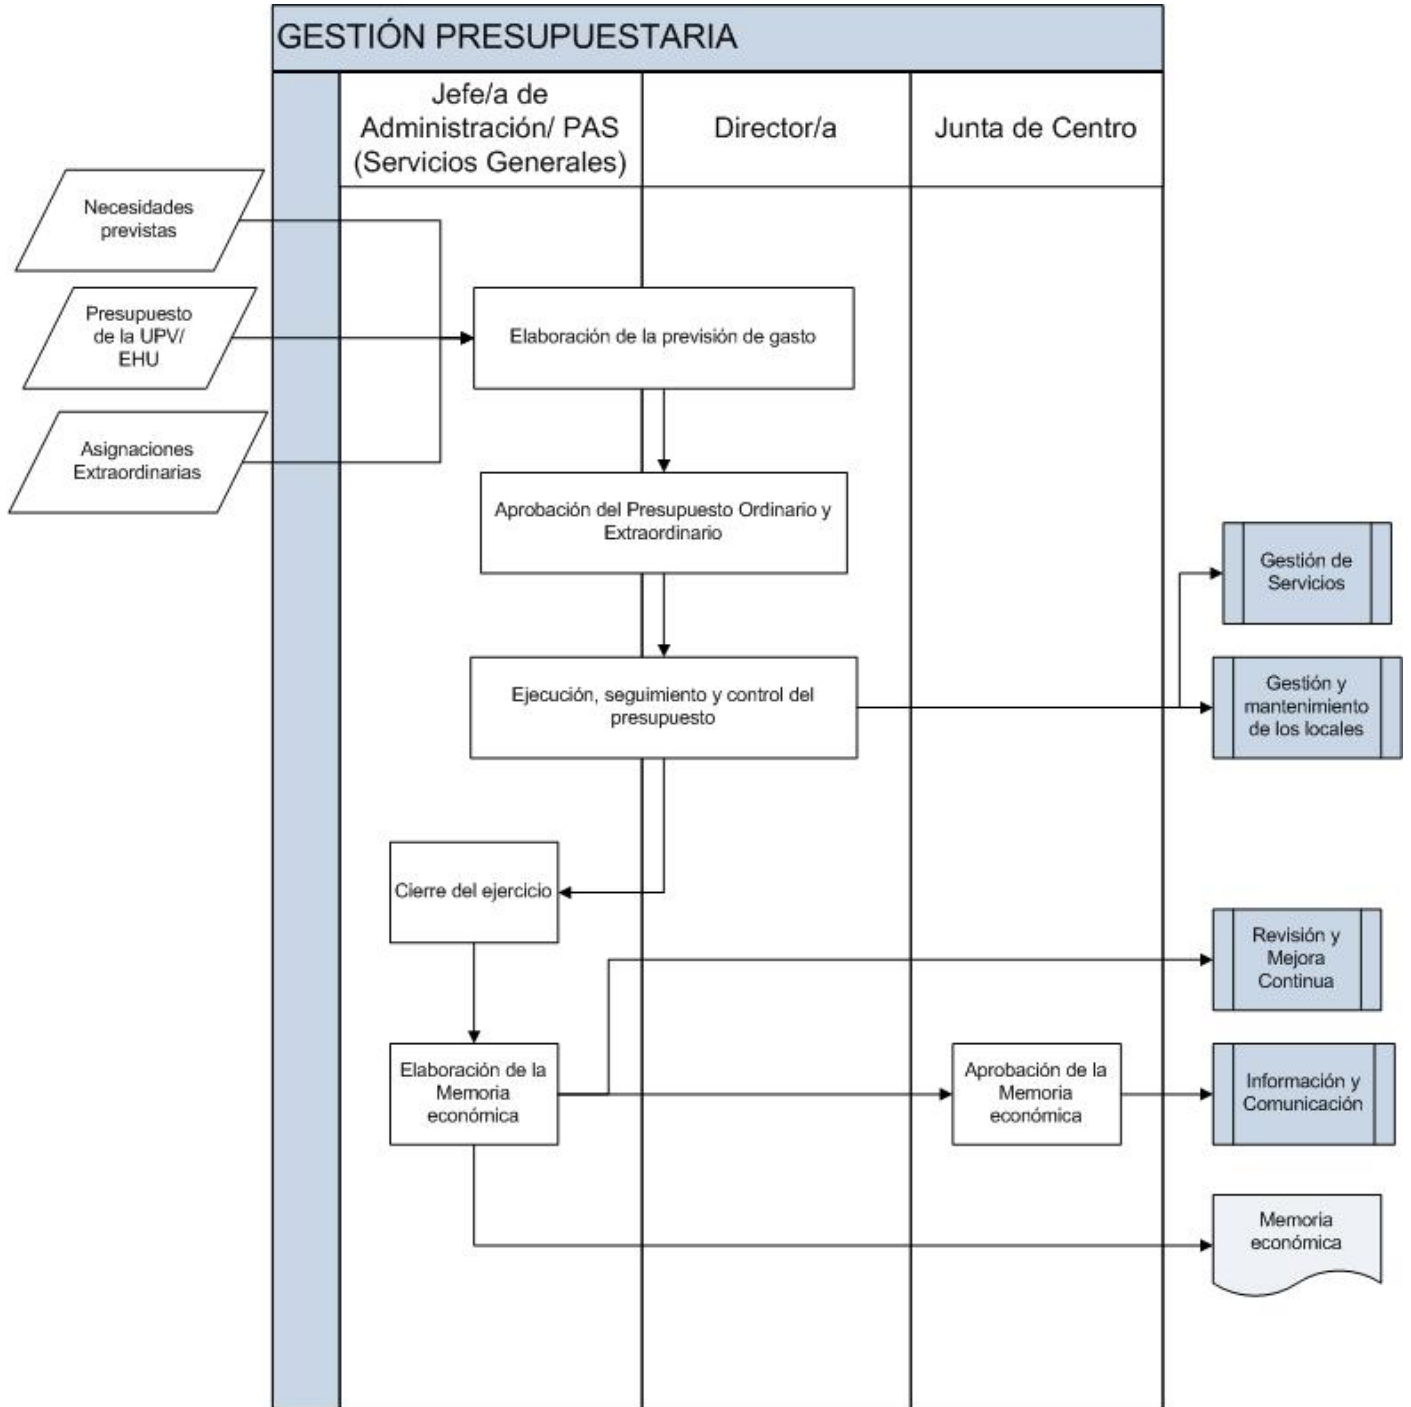 GESTIÓN PRESUPUESTARIA
Jefe/a de
Administración/ PAS
(Servicios Generales)
Director/a
Junta de Centro
Necesidades
previstas
Presupuesto
de la UPV/
EHU
Asignaciones
Extraordinarias
Elaboración de la previsión de gasto
Aprobación del Presupuesto Ordinario y
Extraordinario
Ejecución, seguimiento y control del
presupuesto
Gestión de
Servicios
Gestión y
mantenimiento
de los locales
Cierre del ejercicio
Revisión y
Mejora
Continua
Elaboración de la
Memoria
económica
Aprobación de la
Memoria
económica
Información y
Comunicación
Memoria
económica